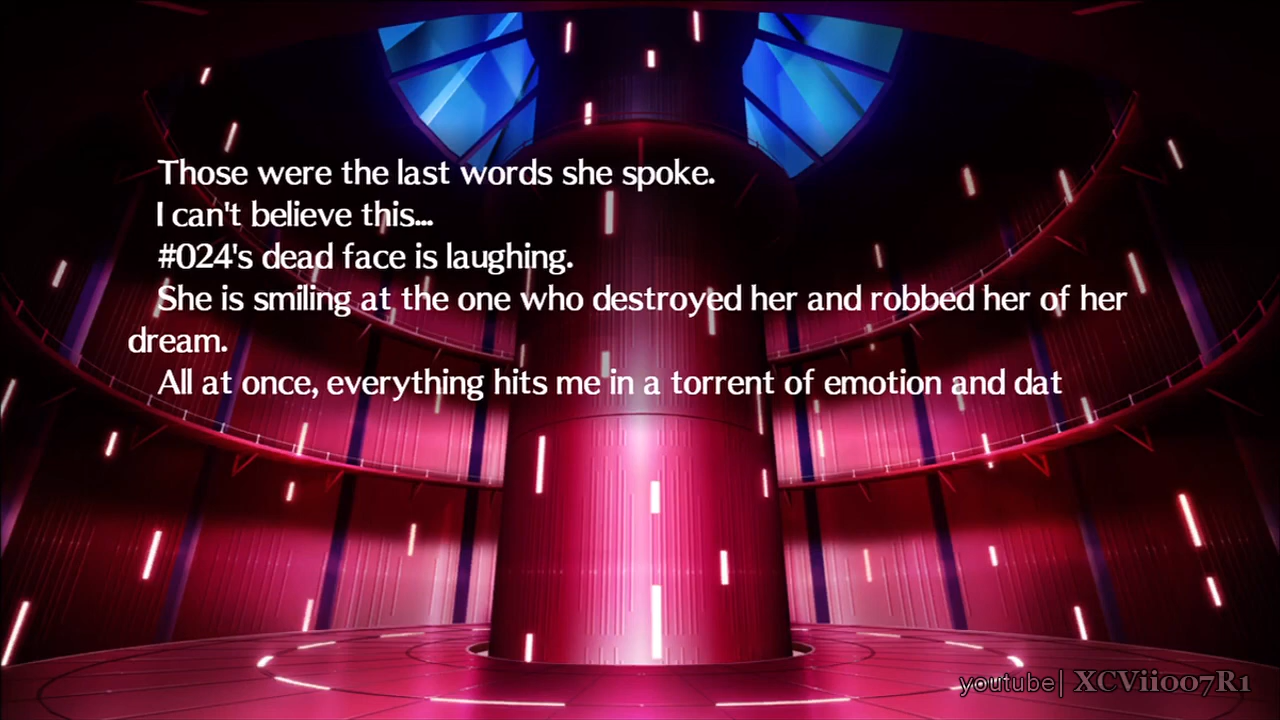 Those were the last words she spoke.
I can't believe this...
#024's dead face is laughing.
She is smiling at the one who destroyed her and robbed her of her
dream.
All at once, everything hits me in a torrent of emotion and dat
youtube| XCVii007R1